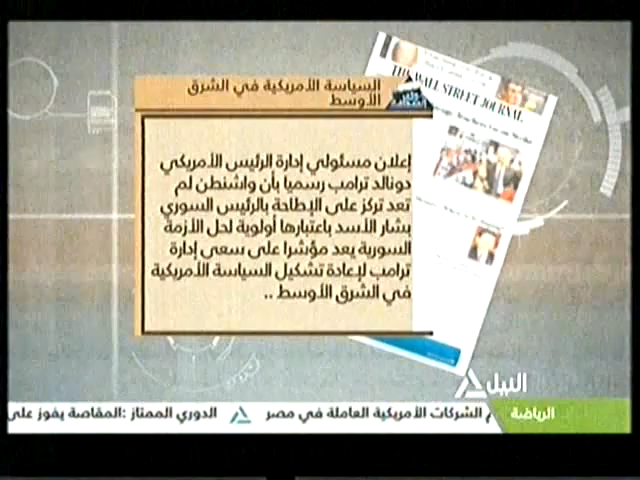 السياسة الأمريكية في الشرق
الأوسط
THE WALL STREET JOURNAL
إعلان مسئولي إدارة الرئيس الأمريكي
دونالد ترامب رسميا بأن واشنطن لم
تعد تركز على الإطاحة بالرئيس السوري
بشار الأسد باعتبارها أولوية لحل الأزمة
السورية يعد مؤشرا على سعى إدارة
ترامب لإعادة تشكيل السياسة الأمريكية
في الشرق الأوسط ..
النيل
الرياضة
م الشركات الأمريكية العاملة في مصر الدوري الممتاز :المقاصة يفوز على